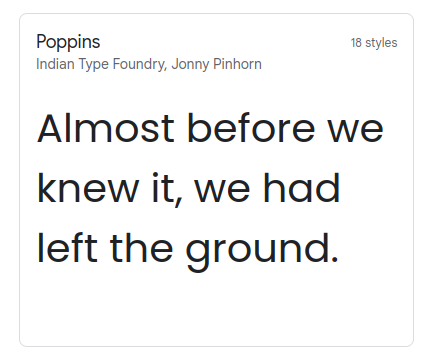 Poppins
18 styles
Indian Type Foundry, Jonny Pinhorn
Almost before we
knew it, we had
left the ground.